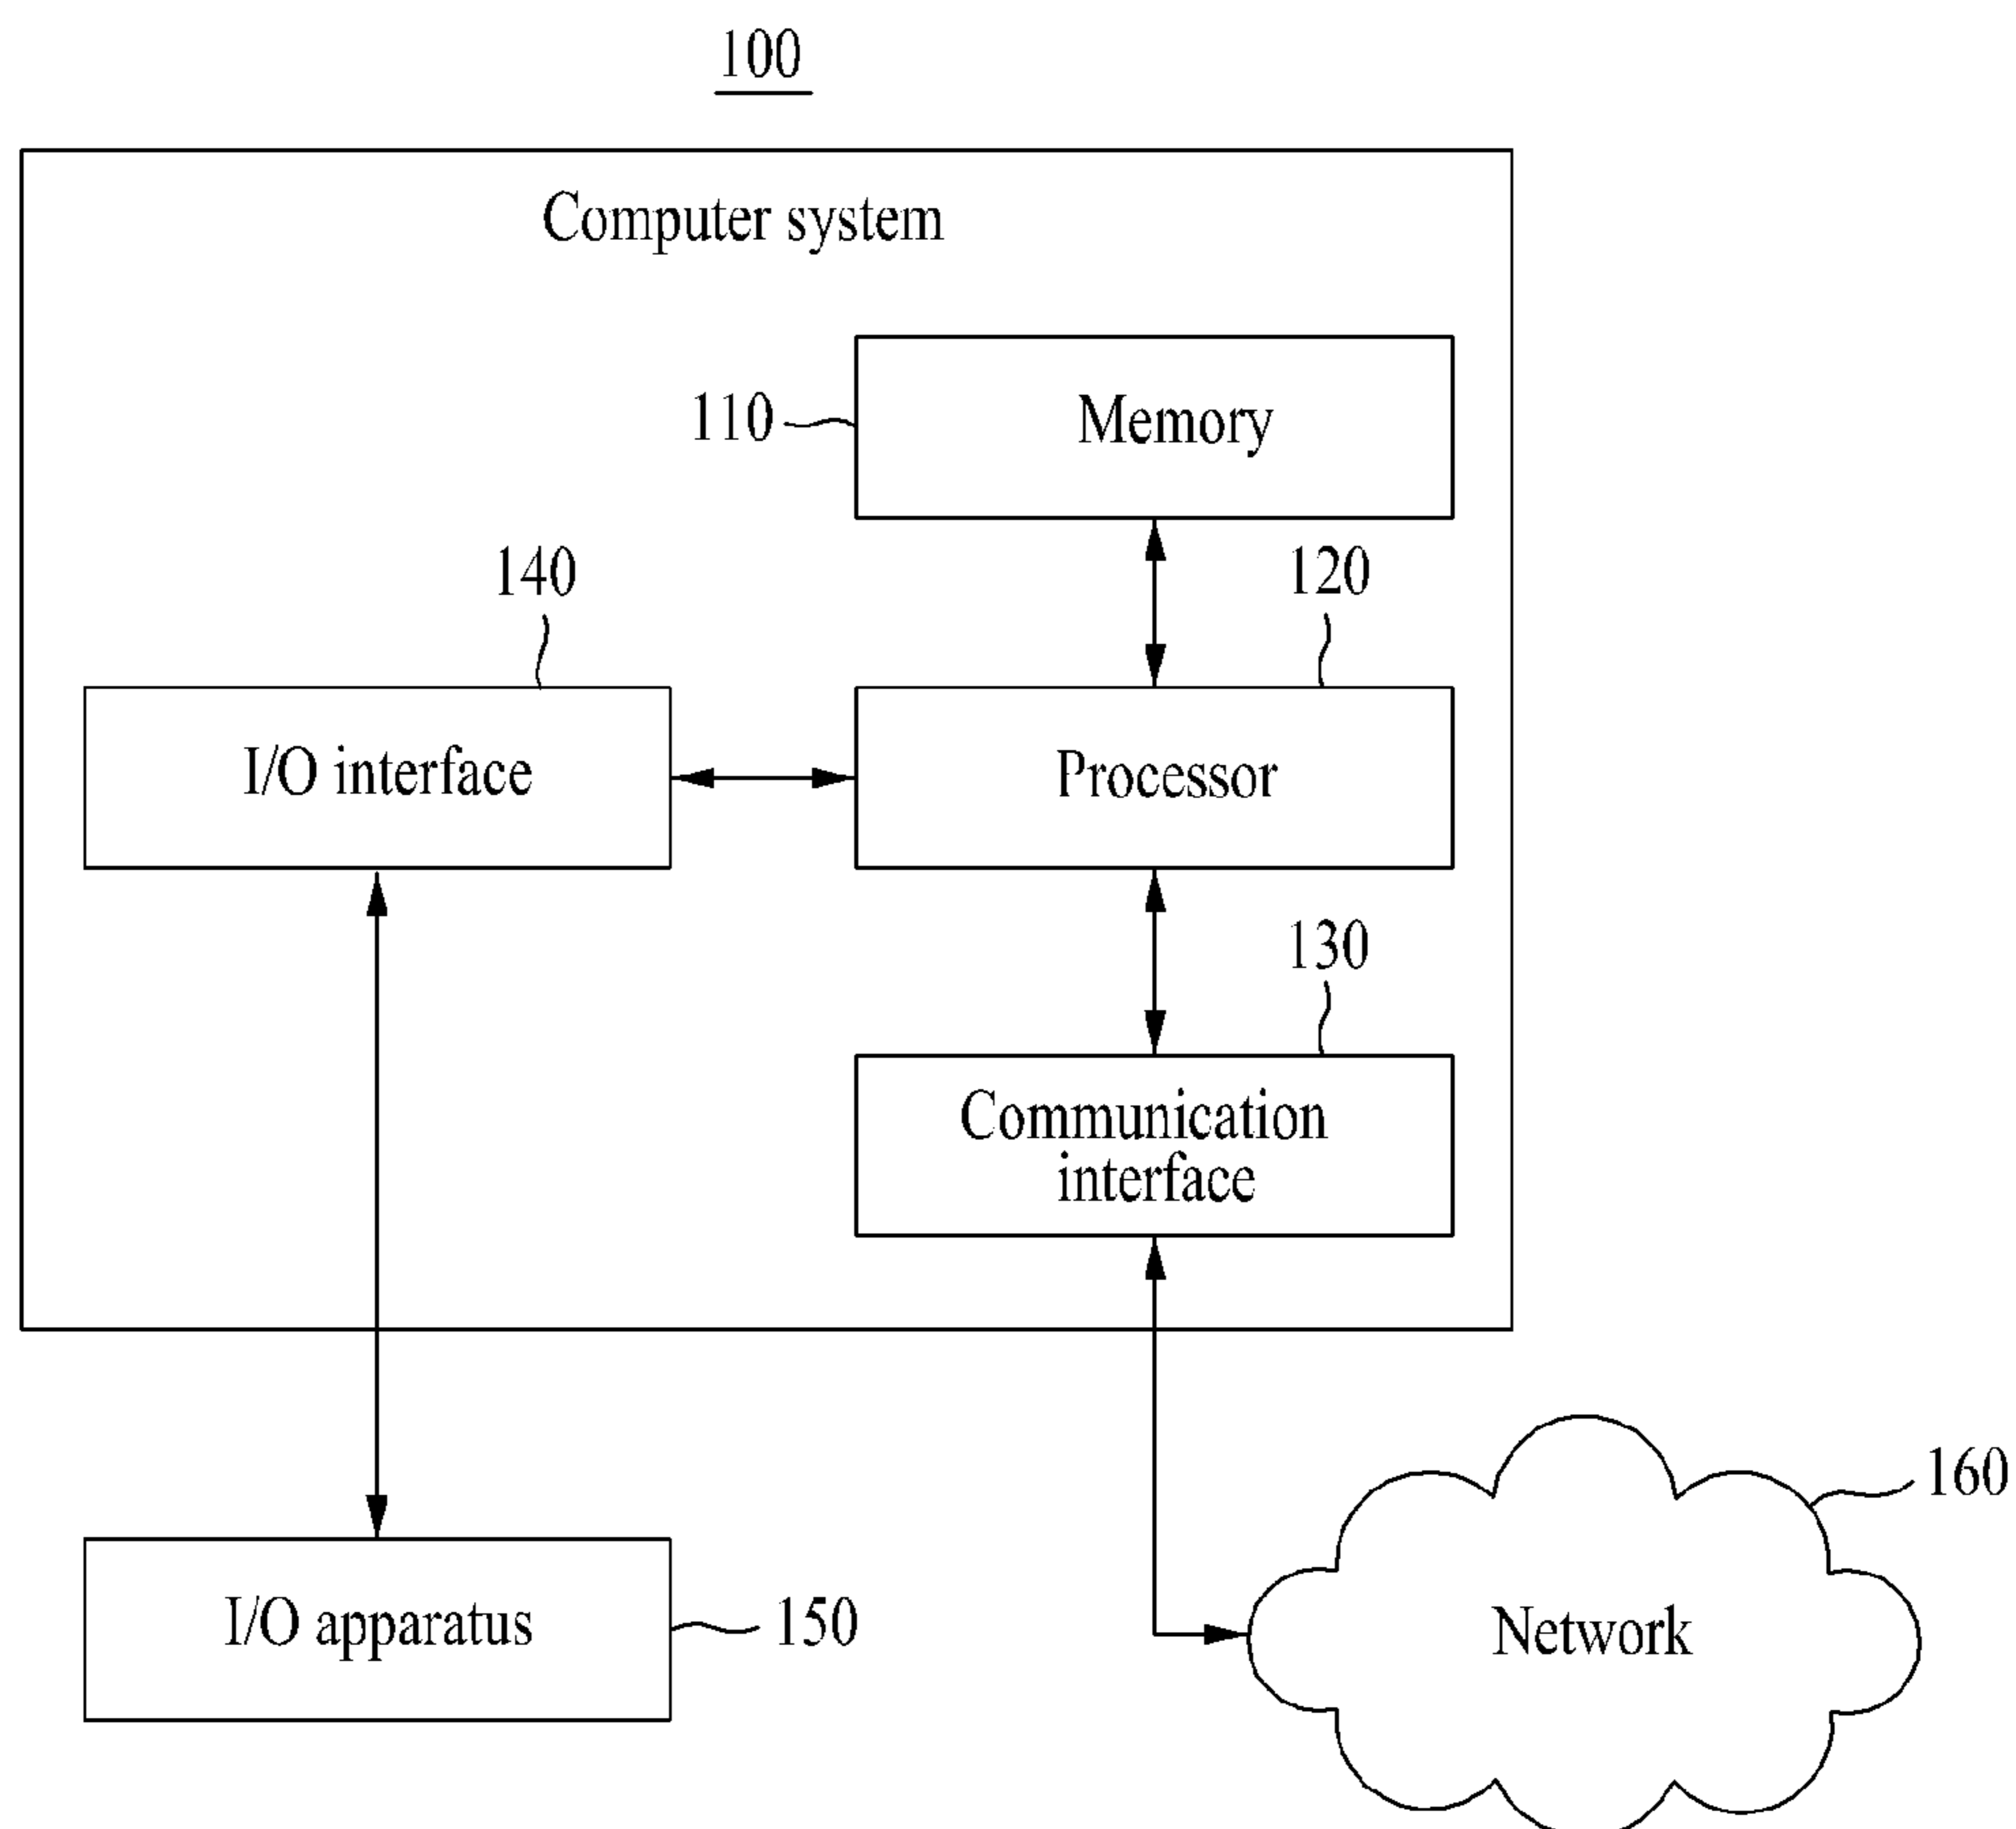 100
Computer system
110
Memory
140
120
I/O interface
Processor
130
Communication
interface
160
I/O apparatus
150
Network